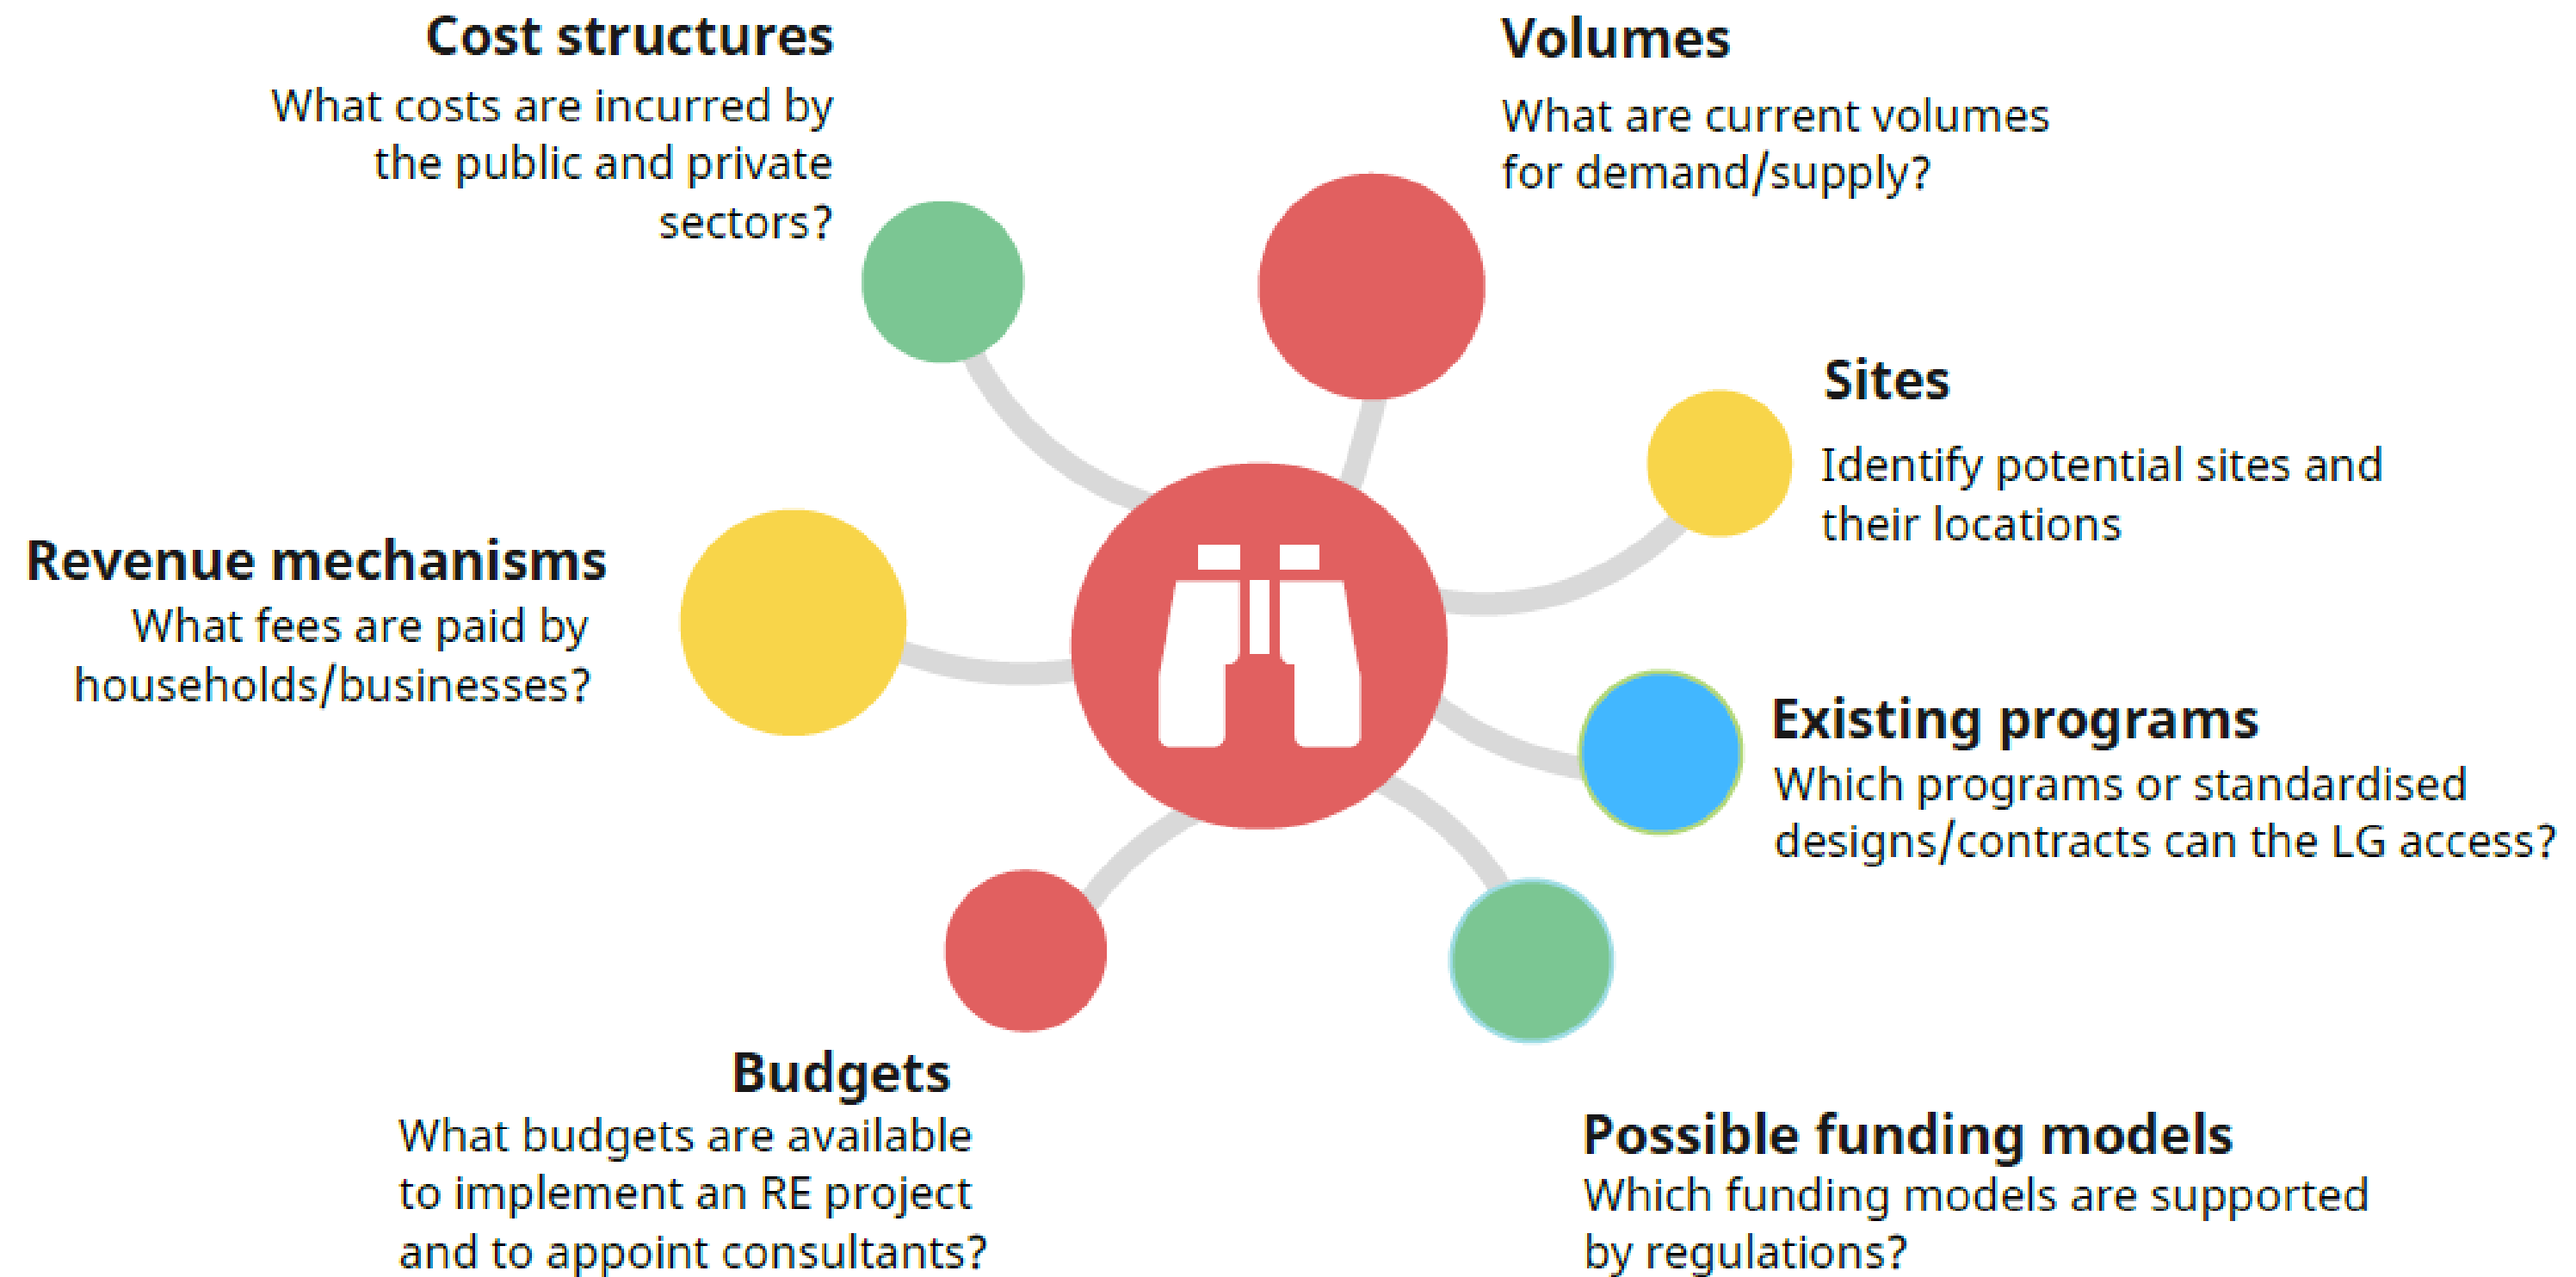 Cost structures
What costs are incurred by
the public and private
sectors?
Volumes
What are current volumes
for demand/supply?
Sites
Identify potential sites and
their locations
Revenue mechanisms
What fees are paid by
households/businesses?
Existing programs
Which programs or standardised
designs/contracts can the LG access?
Budgets
What budgets are available
to implement an RE project
and to appoint consultants?
Possible funding models
Which funding models are supported
by regulations?